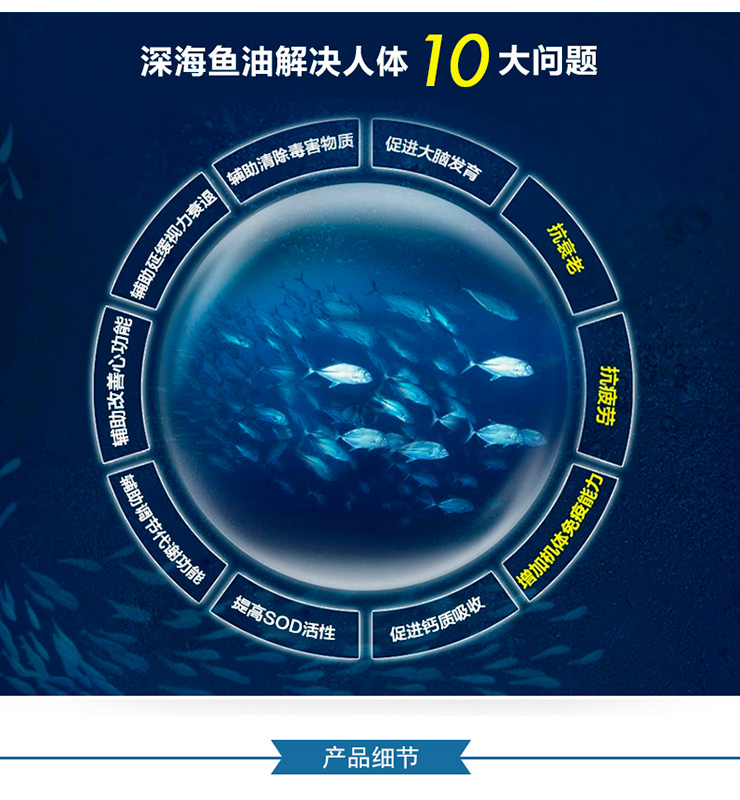 深海鱼油解决人体10大问题
促进大脑发育
抗衰老
抗疲劳
增加机体免疫能力
促进钙质吸收
提高SOD活性
辅助调节代谢功能
辅助改善心功能
辅助延缓视力衰退
辅助清除毒害物质
产品细节